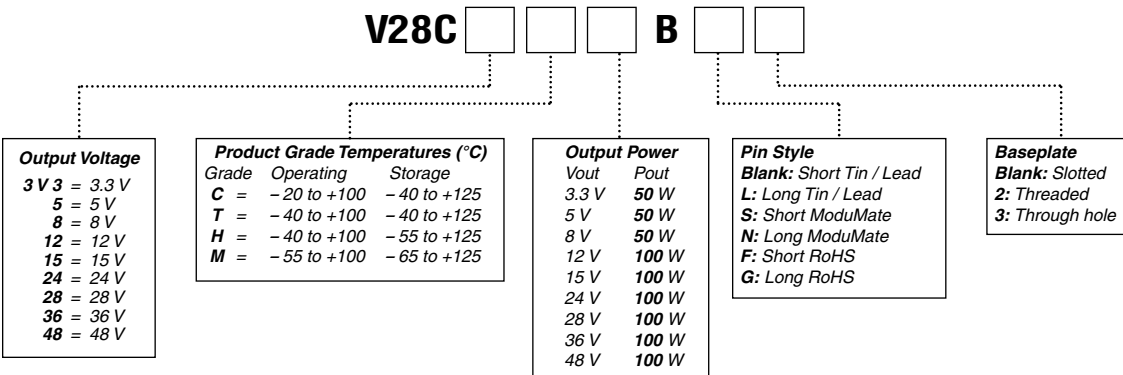 V28C B
Output Voltage
3 V 3 = 3.3 V
5 = 5 V
8 = 8 V
12 = 12 V
15 = 15 V
24 = 24 V
28 = 28 V
36 = 36 V
48 = 48 V
Product Grade Temperatures (°C)
Grade Operating Storage
C = – 20 to +100 – 40 to +125
T = – 40 to +100 – 40 to +125
H = – 40 to +100 – 55 to +125
M = – 55 to +100 – 65 to +125
Output Power
Vout Pout
3.3 V 50 W
5 V 50 W
8 V 50 W
12 V 100 W
15 V 100 W
24 V 100 W
28 V 100 W
36 V 100 W
48 V 100 W
Pin Style
Blank: Short Tin / Lead
L: Long Tin / Lead
S: Short ModuMate
N: Long ModuMate
F: Short RoHS
G: Long RoHS
Baseplate
Blank: Slotted
2: Threaded
3: Through hole